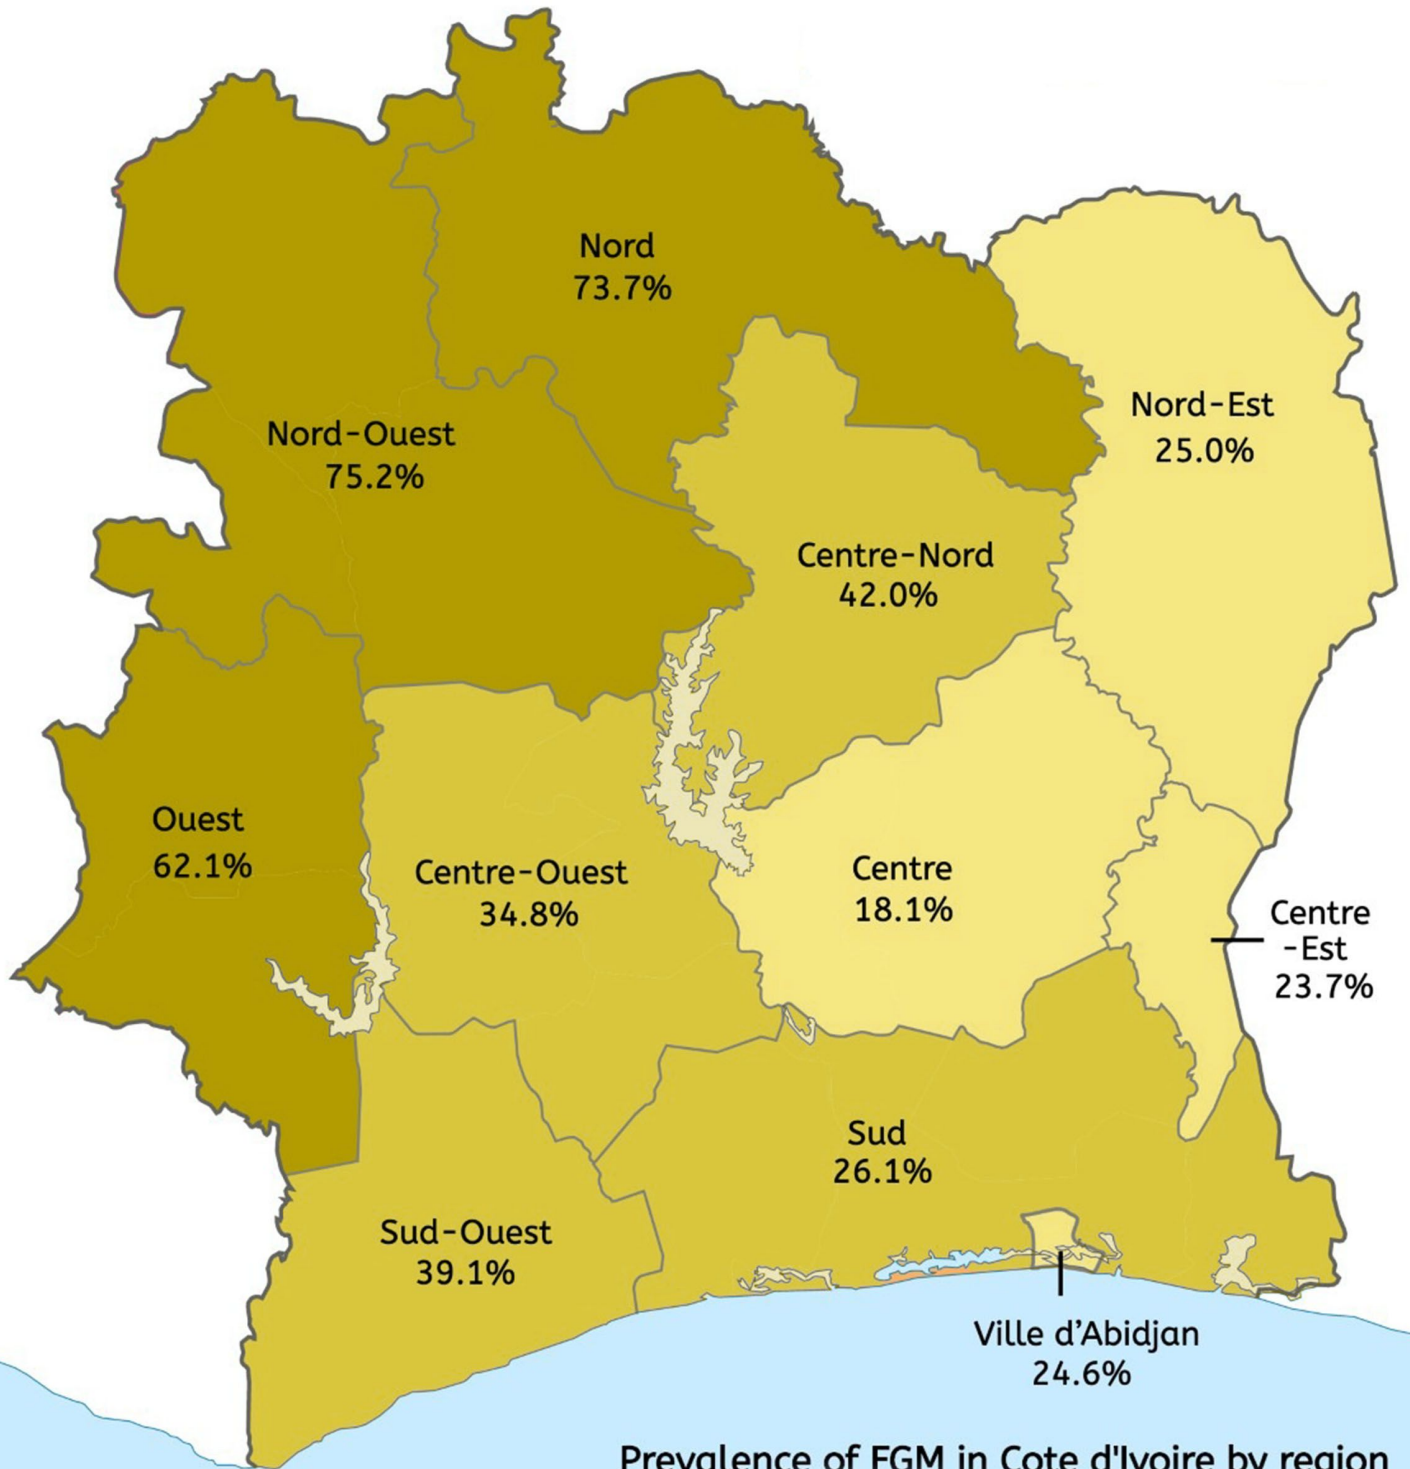 Nord
73.7%
Nord-Est
25.0%
Nord-Ouest
75.2%
Centre-Nord
42.0%
Ouest
62.1%
Centre-Ouest
34.8%
Centre
18.1%
Centre
-Est
23.7%
Sud
26.1%
Sud-Ouest
39.1%
Ville d’Abidjan
24.6%
Prevalence of FGM in Cote d'Ivoire by region